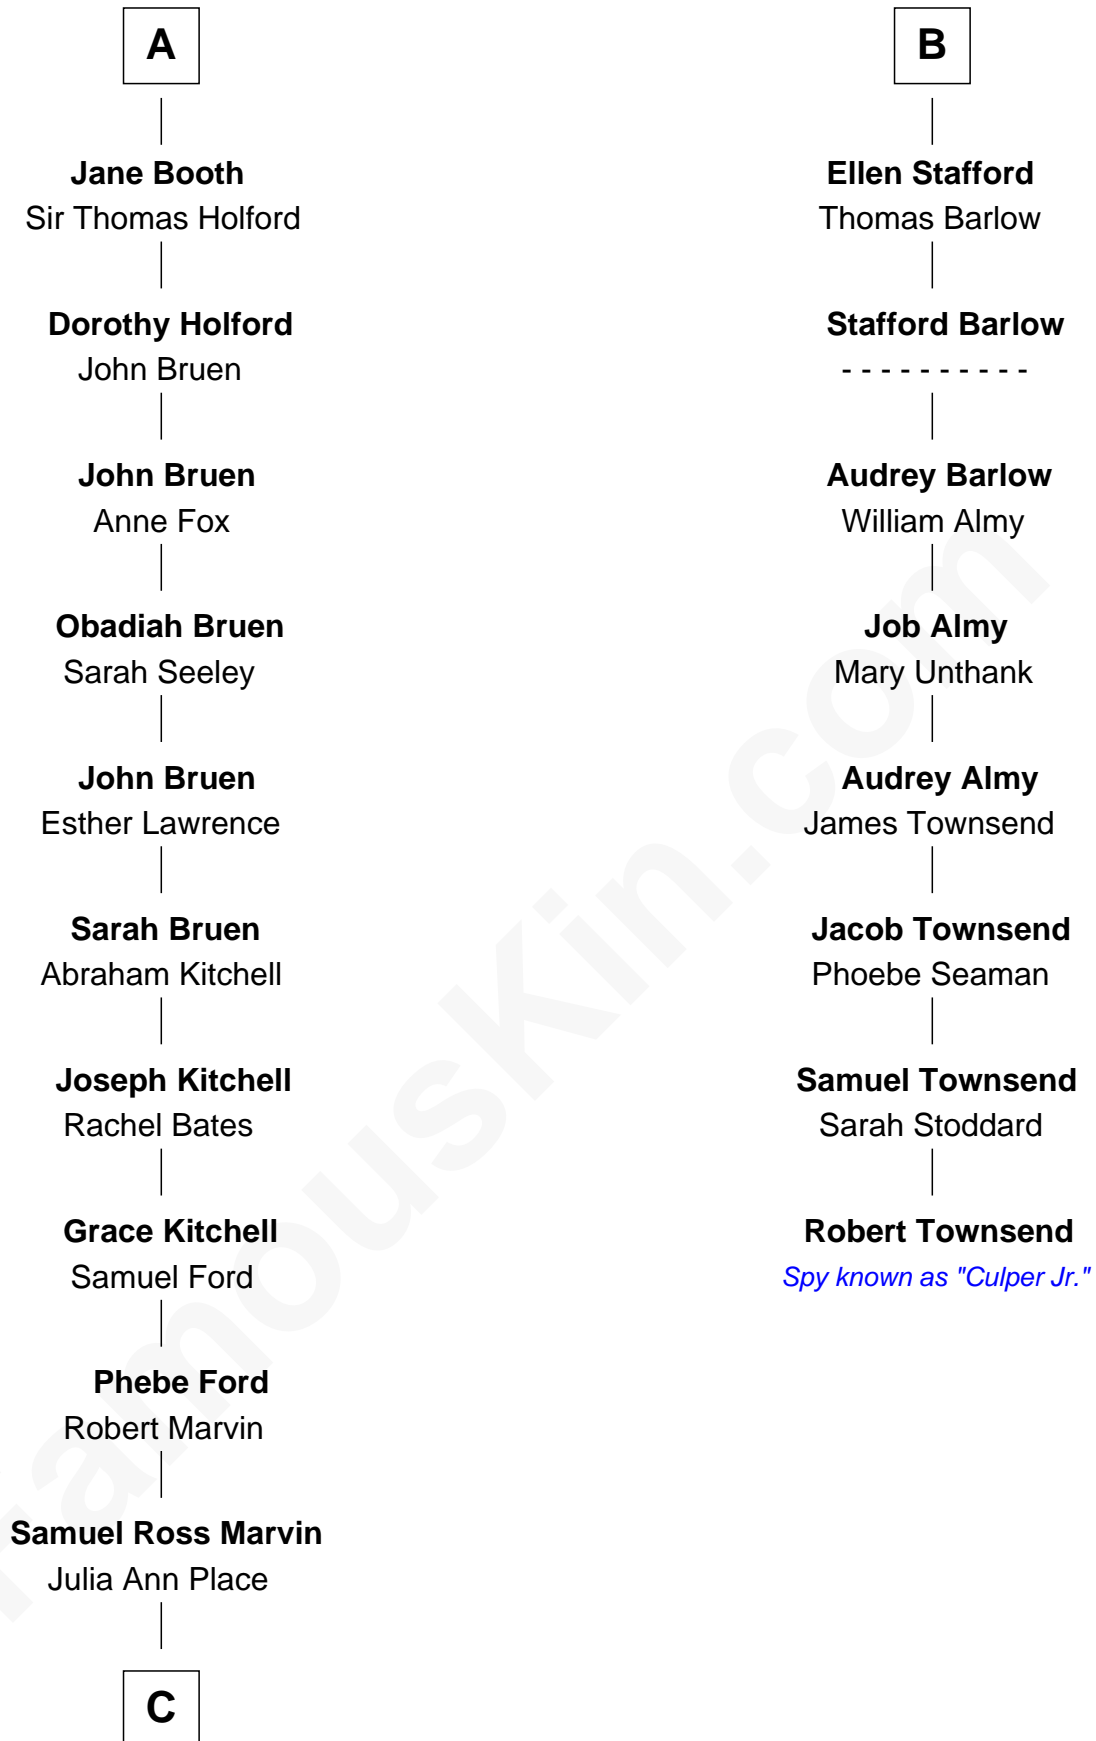 A
Jane Booth
Sir Thomas Holford
Dorothy Holford
John Bruen
John Bruen
Anne Fox
Obadiah Bruen
Sarah Seeley
John Bruen
Esther Lawrence
Sarah Bruen
Abraham Kitchell
Joseph Kitchell
Rachel Bates
Grace Kitchell
Samuel Ford
Phebe Ford
Robert Marvin
Samuel Ross Marvin
Julia Ann Place
C
B
Ellen Stafford
Thomas Barlow
Stafford Barlow
- - - - - - - - - -
Audrey Barlow
William Almy
Job Almy
Mary Unthank
Audrey Almy
James Townsend
Jacob Townsend
Phoebe Seaman
Samuel Townsend
Sarah Stoddard
Robert Townsend
Spy known as "Culper Jr."
FamousKin.com